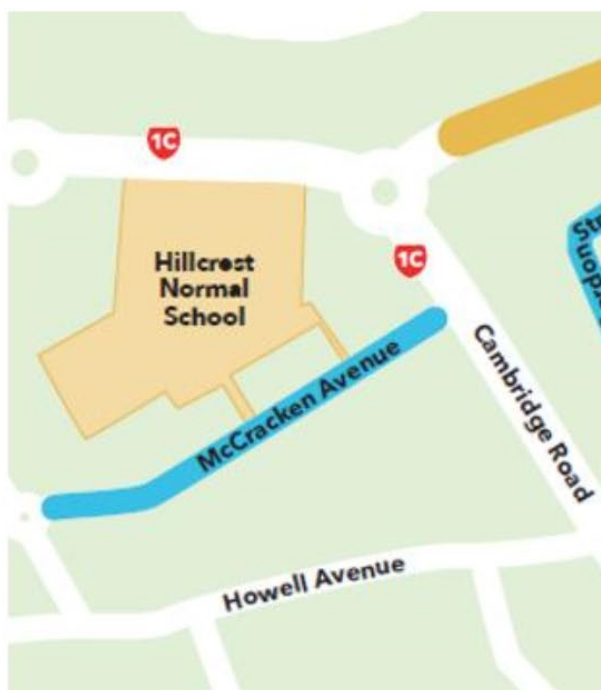 1C
Hillcrest
Normal
School
1C
McCracken Avenue
Cambridge Road
Howell Avenue